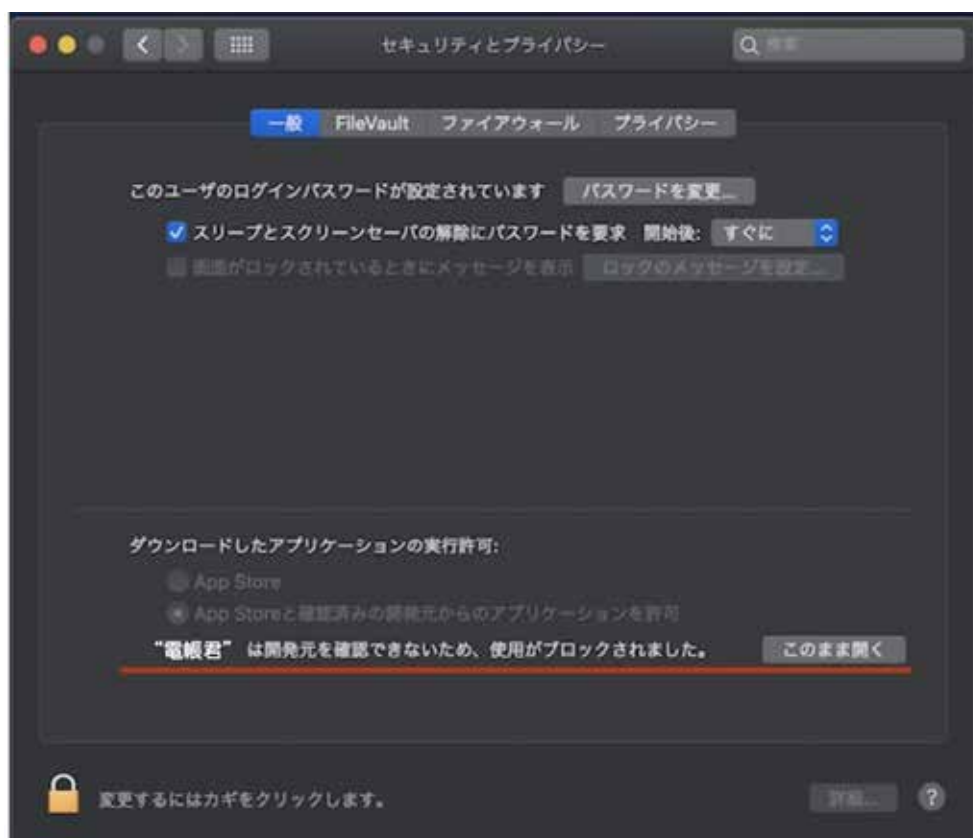 セキュリティとプライバシー
検索
一般 FileVault ファイアウォール プライバシー
このユーザのログインパスワードが設定されています パスワードを変更...
スリープとスクリーンセーバの解除にパスワードを要求 開始後: すぐに
画面がロックされているときにメッセージを表示 ロックのメッセージを設定...
ダウンロードしたアプリケーションの実行許可:
App Store
App Storeと確認済みの開発元からのアプリケーションを許可
“電帳君” は開発元を確認できないため、使用がブロックされました。 このまま開く
変更するにはカギをクリックします。 詳細... ?